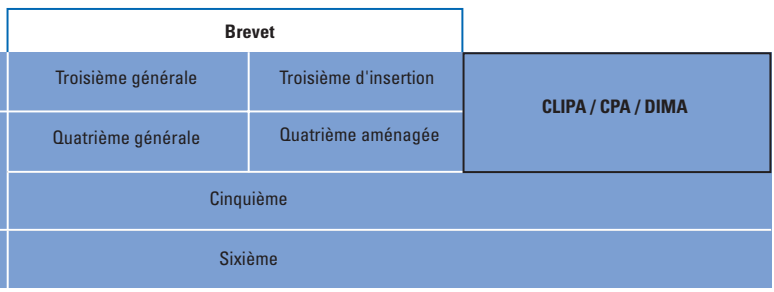 Brevet
Troisième générale
Troisième d'insertion
CLIPA / CPA / DIMA
Quatrième générale
Quatrième aménagée
Cinquième
Sixième